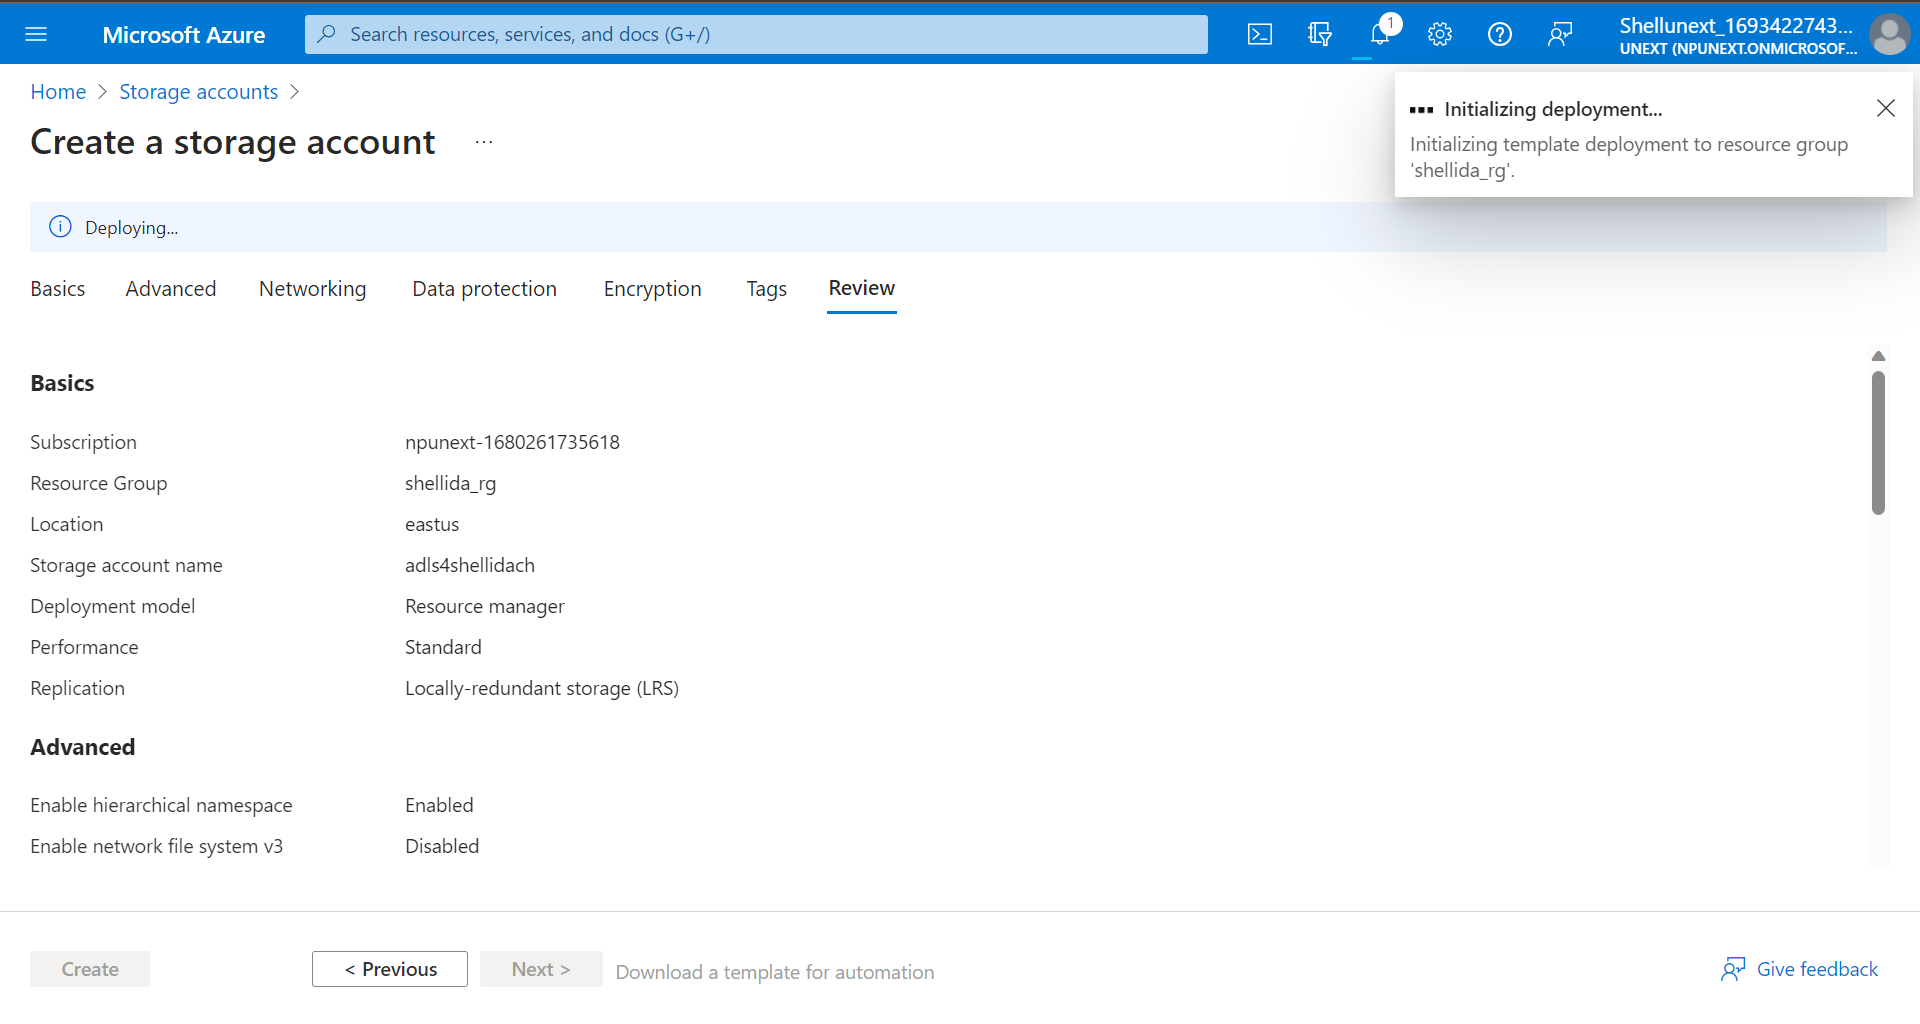 Microsoft Azure
Search resources, services, and docs (G+/)
1
Shellunext_1693422743...
UNEXT (NPUNEXT.ONMICROSOF...
Home > Storage accounts >
Create a storage account ...
Initializing deployment...
Initializing template deployment to resource group
'shellida_rg'.
Deploying...
Basics Advanced Networking Data protection Encryption Tags Review
Basics
Subscription npunext-1680261735618
Resource Group shellida_rg
Location eastus
Storage account name adls4shellidach
Deployment model Resource manager
Performance Standard
Replication Locally-redundant storage (LRS)
Advanced
Enable hierarchical namespace Enabled
Enable network file system v3 Disabled
Create < Previous Next > Download a template for automation Give feedback